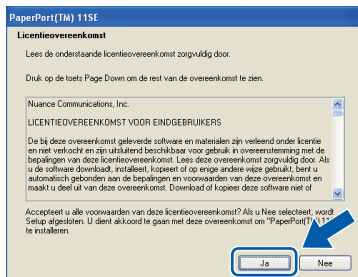 PaperPort(TM) 11SE
Licentieovereenkomst
Lees de onderstaande licentieovereenkomst zorgvuldig door.
Druk op de toets Page Down om de rest van de overeenkomst te zien.
Nuance Communications, Inc.
LICENTIEOVEREENKOMST VOOR EINDGEBRUIKERS
De bij deze overeenkomst geleverde software en materialen zijn verleend onder licentie
en niet verkocht en zijn uitsluitend beschikbaar voor gebruik in overeenstemming met de
bepalingen van deze licentieovereenkomst. Lees deze overeenkomst zorgvuldig door. Als
u de software downloadt, installeert, kopieert of op enige andere wijze gebruikt, bent u
automatisch gebonden aan de bepalingen en voorwaarden van deze overeenkomst en
maakt u deel uit van deze overeenkomst. Download of kopieer deze software niet of
Accepteert u alle voorwaarden van deze licentieovereenkomst? Als u Nee selecteert, wordt
Setup afgesloten. U dient akkoord te gaan met deze overeenkomst om "PaperPort(TM) 11
te installeren.
Ja
Nee